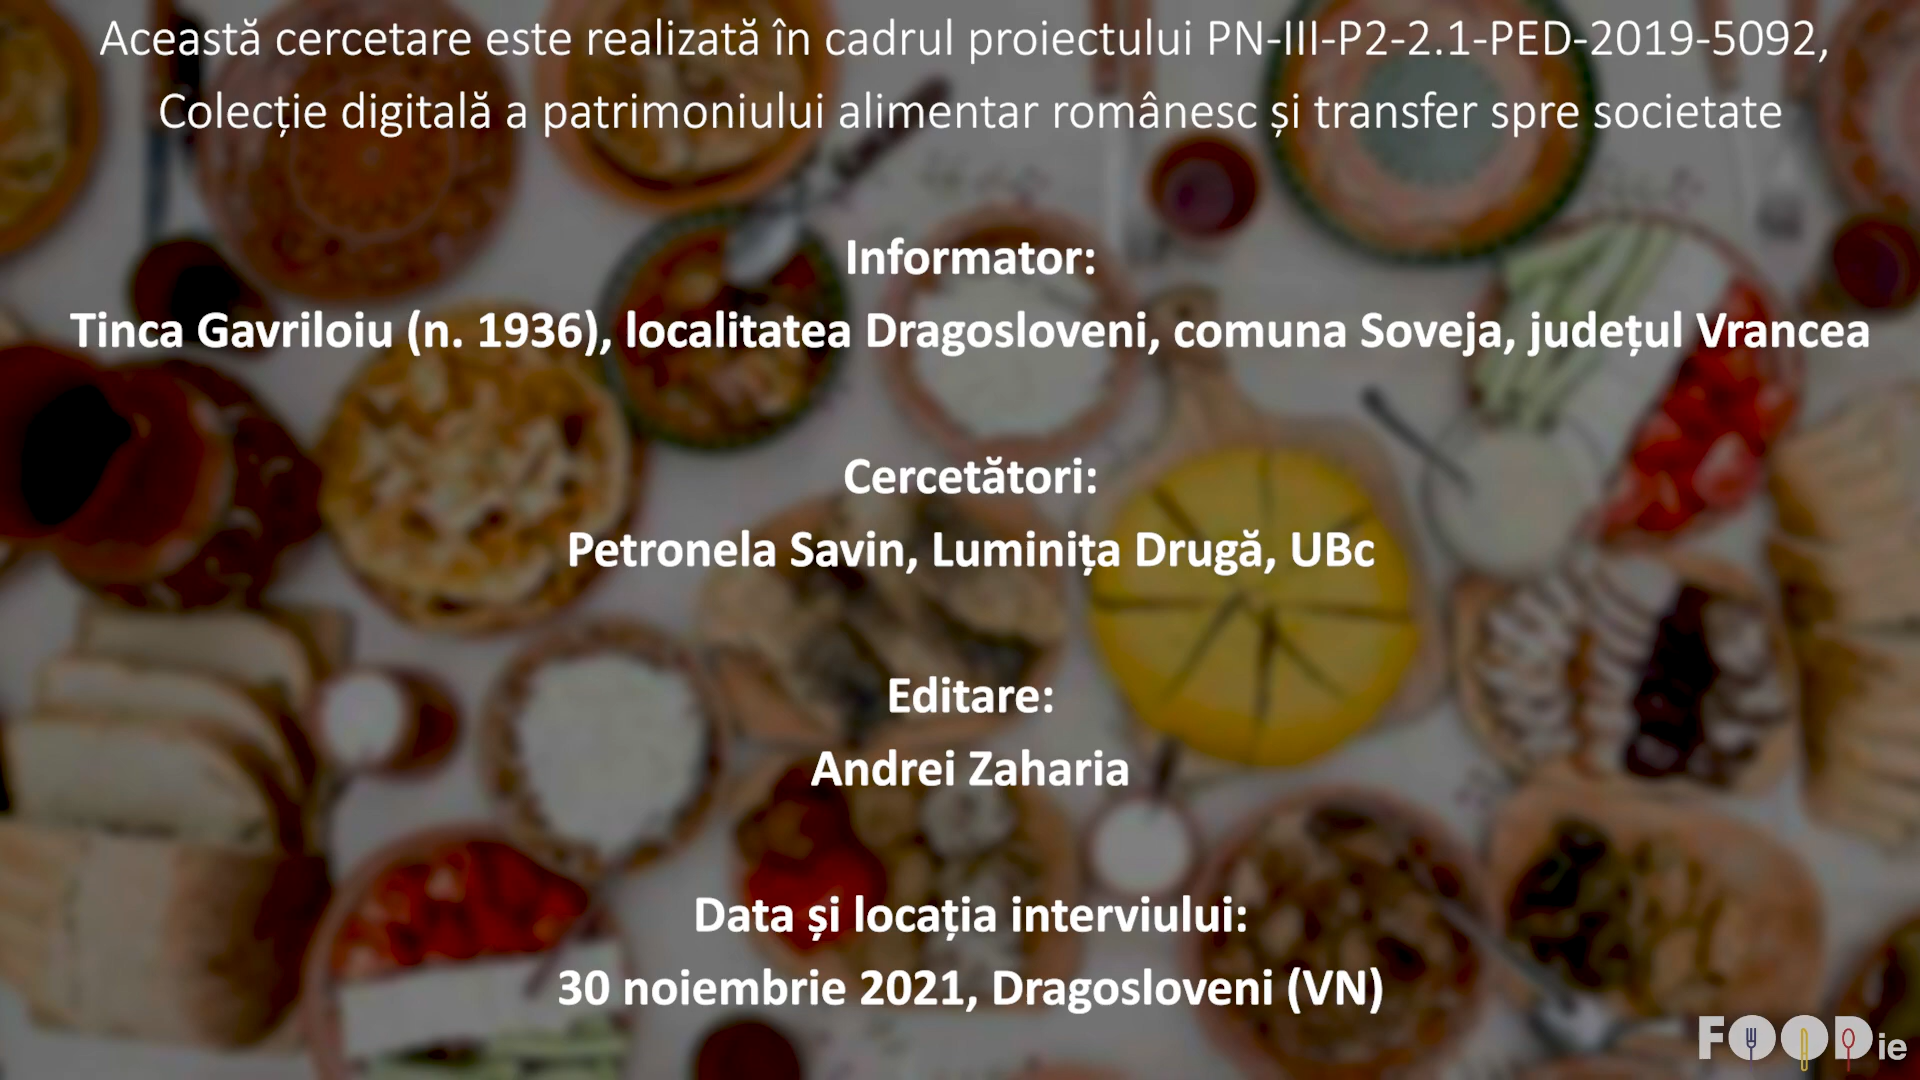 Această cercetare este realizată în cadrul proiectului PN-III-P2-2.1-PED-2019-5092,
Colecție digitală a patrimoniului alimentar românesc și transfer spre societate
Informator:
Tinca Gavriloiu (n. 1936), localitatea Dragosloveni, comuna Soveja, județul Vrancea
Cercetători:
Petronela Savin, Luminița Drugă, UBc
Editare:
Andrei Zaharia
Data și locația interviului:
30 noiembrie 2021, Dragosloveni (VN)
FOODie